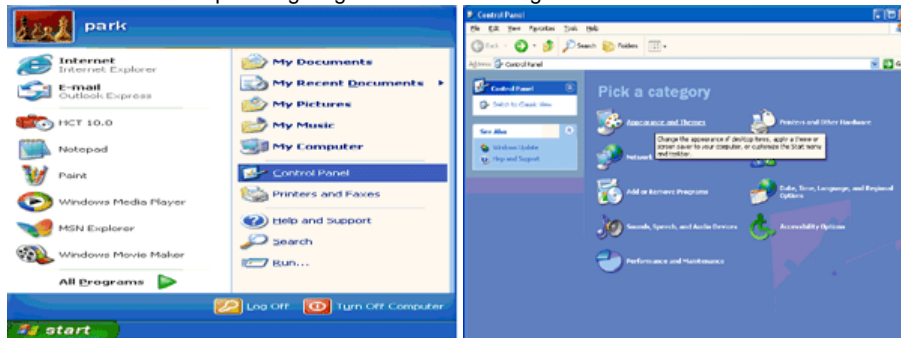 park
Internet
Internet Explorer
E-mail
Outlook Express
HCT 10.0
Notepad
Paint
Windows Media Player
MSN Explorer
Windows Movie Maker
All Programs
My Documents
My Recent Documents
My Pictures
My Music
My Computer
Control Panel
Printers and Faxes
Help and Support
Search
Run...
Log Off
Turn Off Computer
start
Control Panel
File Edit View Favorites Tools Help
Back
Search
Folders
Address
Control Panel
Control Panel
Switch to Classic View
See Also
Windows Update
Help and Support
Pick a category
Appearance and Themes
Printers and Other Hardware
Change the appearance of desktop items, apply a theme or
screen saver to your computer, or customize the Start menu
and taskbar.
Network
Add or Remove Programs
Date, Time, Language, and Regional
Options
Sounds, Speech, and Audio Devices
Accessibility Options
Performance and Maintenance